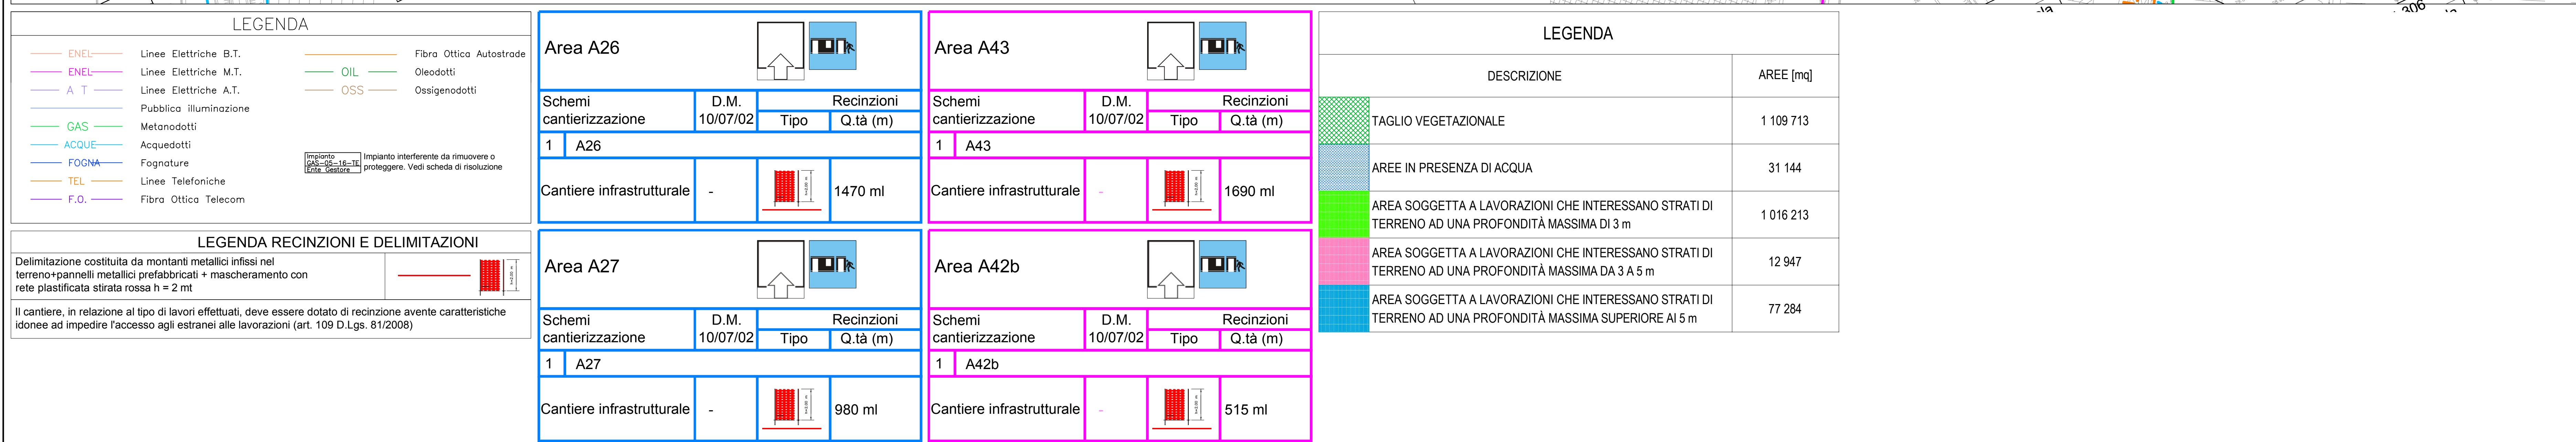 306
LEGENDA
ENEL Linee Elettriche B.T.
ENEL Linee Elettriche M.T.
A T Linee Elettriche A.T.
Pubblica illuminazione
GAS Metanodotti
ACQUE Acquedotti
FOGNA Fognature
TEL Linee Telefoniche
F.O. Fibra Ottica Telecom
Fibra Ottica Autostrade
OIL Oleodotti
OSS Ossigenodotti
Impianto
GAS-05-16-TE
Ente Gestore
Impianto interferente da rimuovere o
proteggere. Vedi scheda di risoluzione
LEGENDA RECINZIONI E DELIMITAZIONI
Delimitazione costituita da montanti metallici infissi nel
terreno+pannelli metallici prefabbricati + mascheramento con
rete plastificata stirata rossa h = 2 mt
Il cantiere, in relazione al tipo di lavori effettuati, deve essere dotato di recinzione avente caratteristiche
idonee ad impedire l'accesso agli estranei alle lavorazioni (art. 109 D.Lgs. 81/2008)
Area A26
Schemi
cantierizzazione
D.M.
10/07/02
Recinzioni
Tipo Q.tà (m)
1 A26
Cantiere infrastrutturale - 1470 ml
Area A27
Schemi
cantierizzazione
D.M.
10/07/02
Recinzioni
Tipo Q.tà (m)
1 A27
Cantiere infrastrutturale - 980 ml
Area A43
Schemi
cantierizzazione
D.M.
10/07/02
Recinzioni
Tipo Q.tà (m)
1 A43
Cantiere infrastrutturale - 1690 ml
Area A42b
Schemi
cantierizzazione
D.M.
10/07/02
Recinzioni
Tipo Q.tà (m)
1 A42b
Cantiere infrastrutturale - 515 ml
LEGENDA
DESCRIZIONE AREE [mq]
TAGLIO VEGETAZIONALE 1 109 713
AREE IN PRESENZA DI ACQUA 31 144
AREA SOGGETTA A LAVORAZIONI CHE INTERESSANO STRATI DI
TERRENO AD UNA PROFONDITÀ MASSIMA DI 3 m
1 016 213
AREA SOGGETTA A LAVORAZIONI CHE INTERESSANO STRATI DI
TERRENO AD UNA PROFONDITÀ MASSIMA DA 3 A 5 m
12 947
AREA SOGGETTA A LAVORAZIONI CHE INTERESSANO STRATI DI
TERRENO AD UNA PROFONDITÀ MASSIMA SUPERIORE AI 5 m
77 284